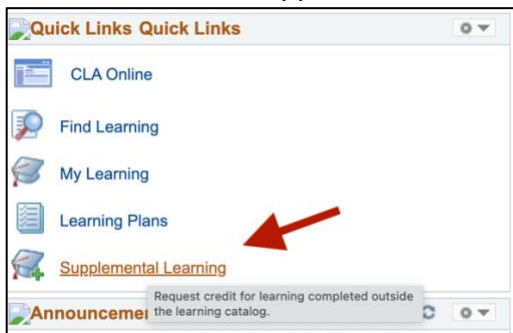 Quick Links Quick Links
CLA Online
Find Learning
My Learning
Learning Plans
Supplemental Learning
Request credit for learning completed outside
the learning catalog.